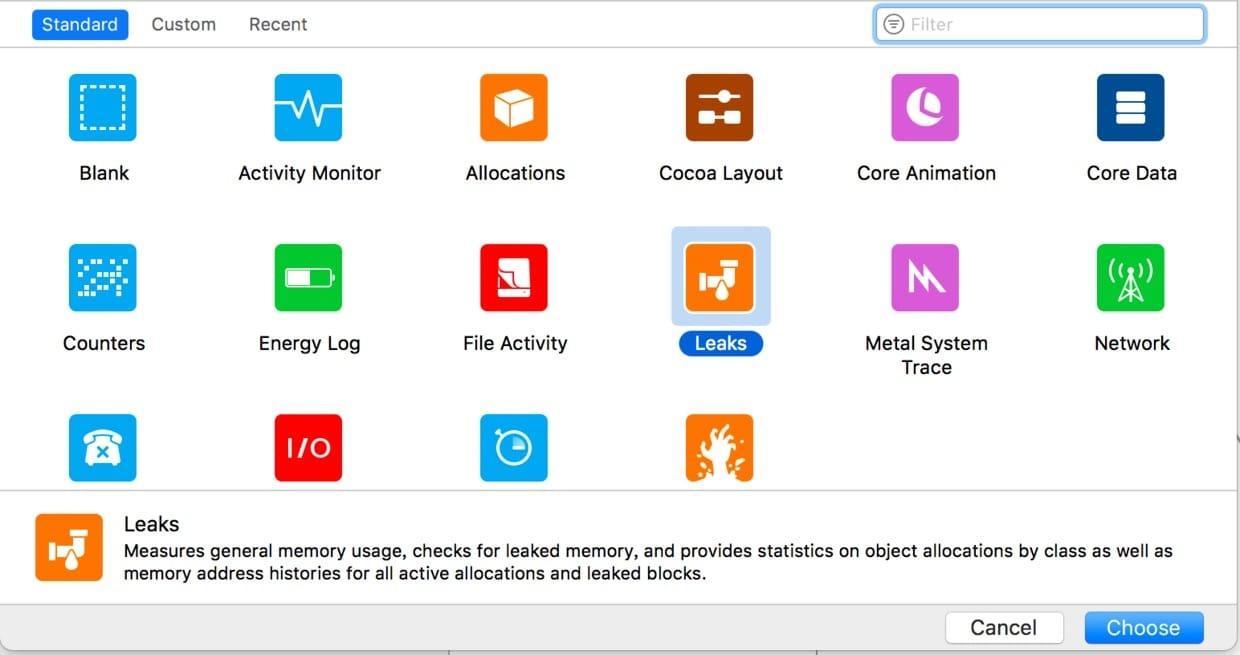 Standard Custom Recent Filter
Blank Activity Monitor Allocations Cocoa Layout Core Animation Core Data
Counters Energy Log File Activity Leaks Metal System Network
Trace
I/O
Leaks
Measures general memory usage, checks for leaked memory, and provides statistics on object allocations by class as well as
memory address histories for all active allocations and leaked blocks.
Cancel Choose